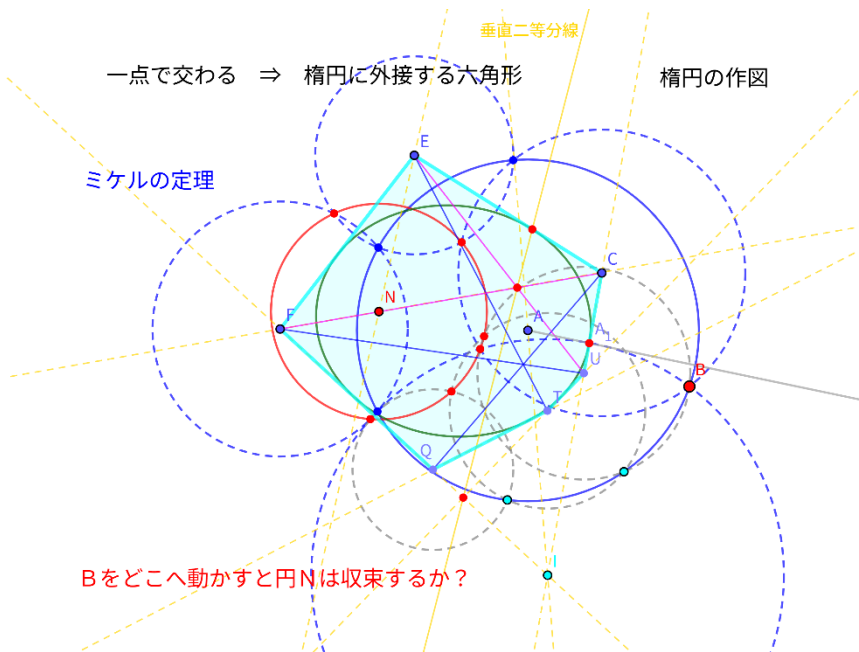 垂直二等分線
一点で交わる　⇒　楕円に外接する六角形
楕円の作図
E
ミケルの定理
C
N
F
A
A1
U
B
T
Q
I
Ｂをどこへ動かすと円Ｎは収束するか？